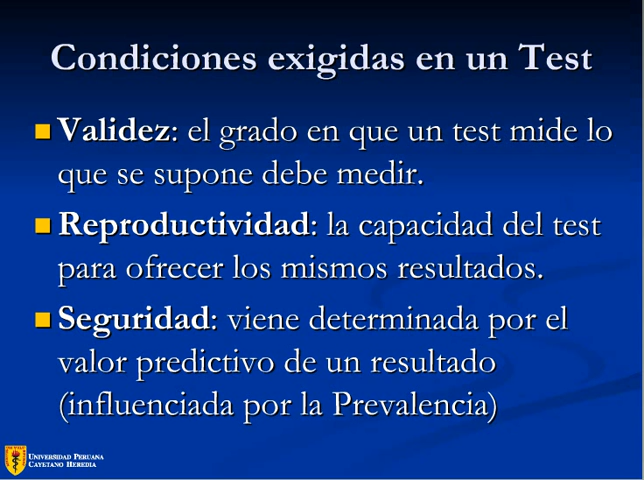 Condiciones exigidas en un Test
Validez: el grado en que un test mide lo
que se supone debe medir.
Reproductividad: la capacidad del test
para ofrecer los mismos resultados.
Seguridad: viene determinada por el
valor predictivo de un resultado
(influenciada por la Prevalencia)
UNIVERSIDAD PERUANA
CAYETANO HEREDIA